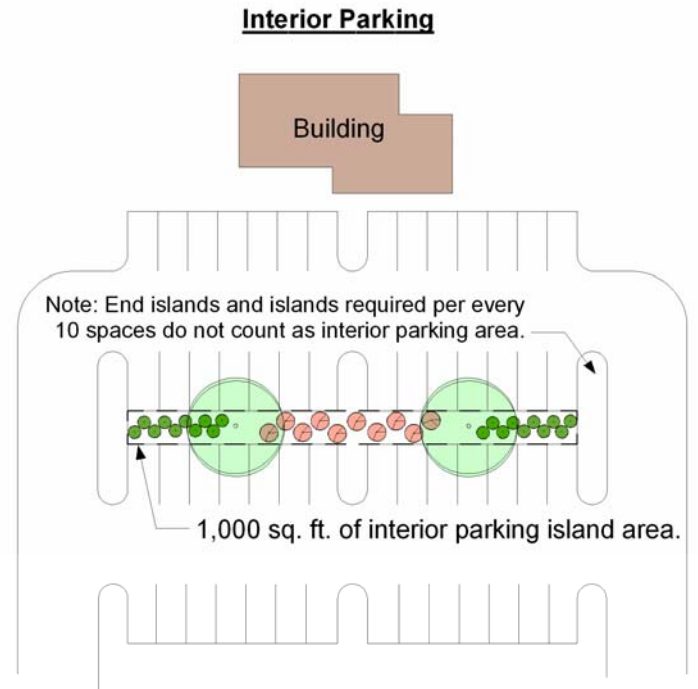 Interior Parking
Building
Note: End islands and islands required per every
10 spaces do not count as interior parking area.
1,000 sq. ft. of interior parking island area.